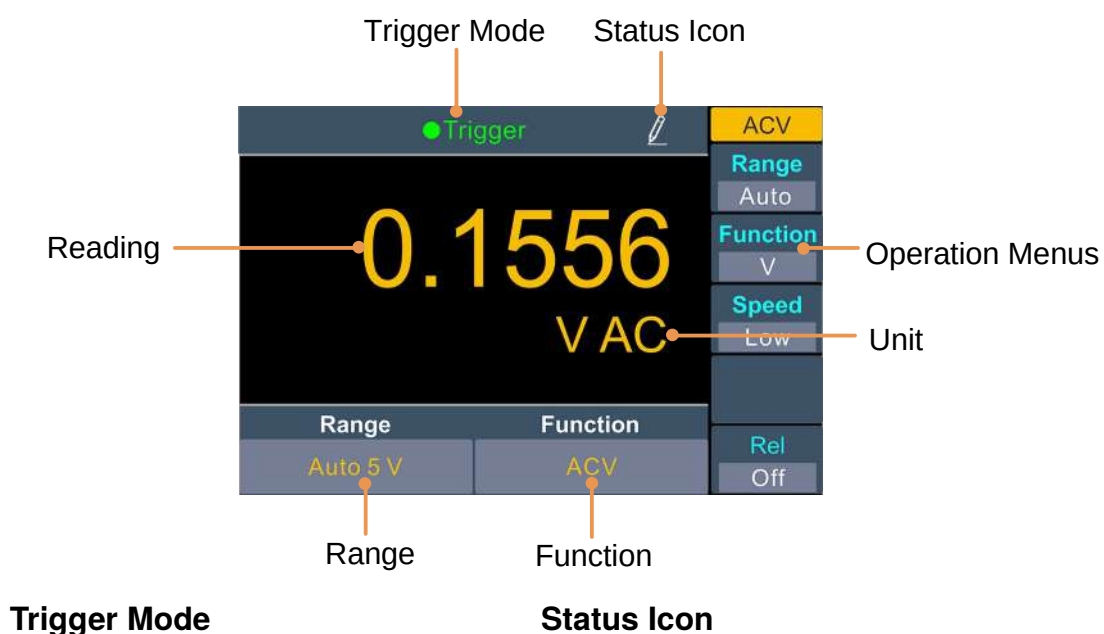 Trigger Mode
Status Icon
Trigger
ACV
Range
Auto
Reading
0.1556
Function
V
Operation Menus
Speed
Low
V AC
Unit
Range
Function
Auto 5 V
ACV
Rel
Off
Range
Function
Trigger Mode
Status Icon